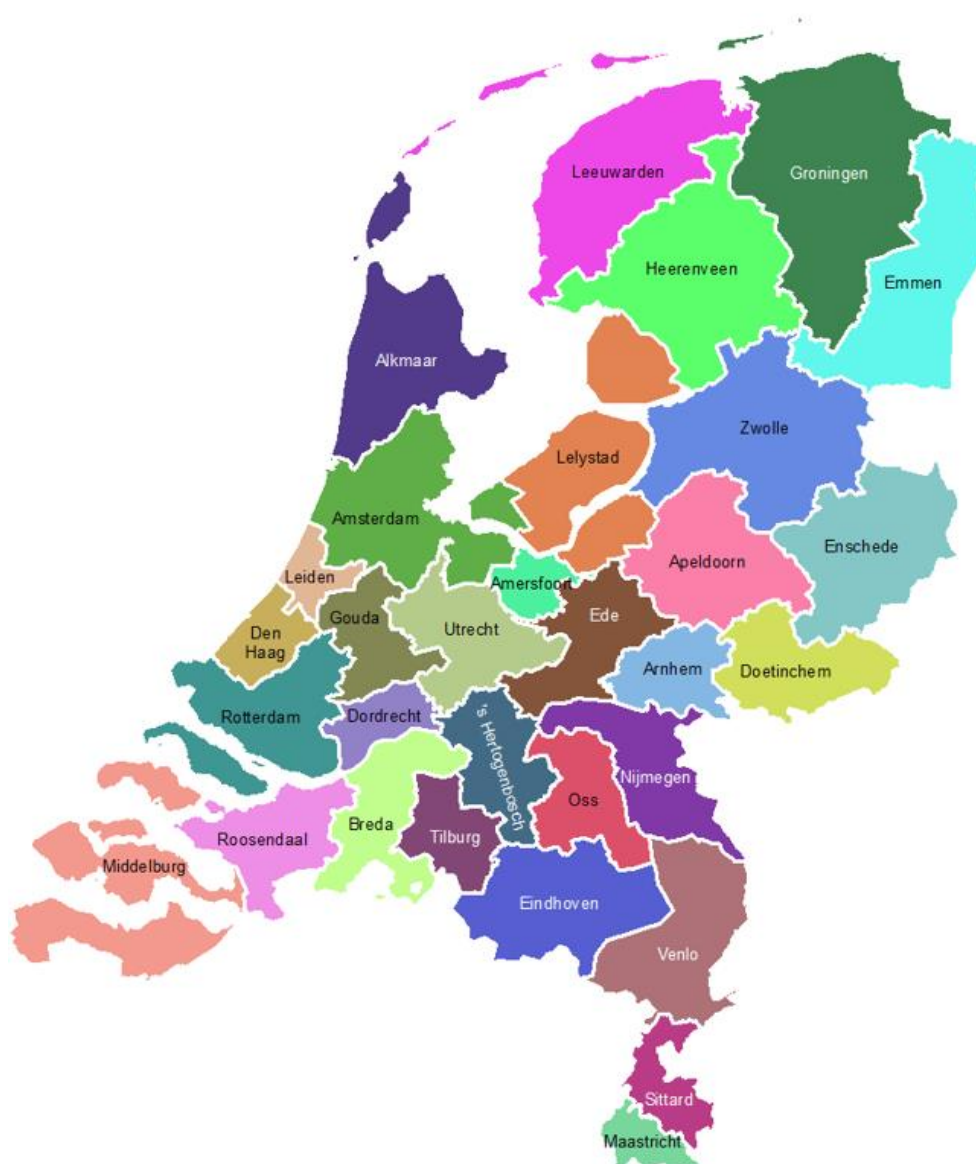 Leeuwarden
Groningen
Heerenveen
Emmen
Alkmaar
Zwolle
Lelystad
Amsterdam
Enschede
Apeldoorn
Leiden
Amersfoort
Gouda
Ede
Utrecht
Den
Haag
Arnhem
Doetinchem
Rotterdam
Dordrecht
's Hertogenbosch
Nijmegen
Oss
Breda
Tilburg
Roosendaal
Middelburg
Eindhoven
Venlo
Sittard
Maastricht